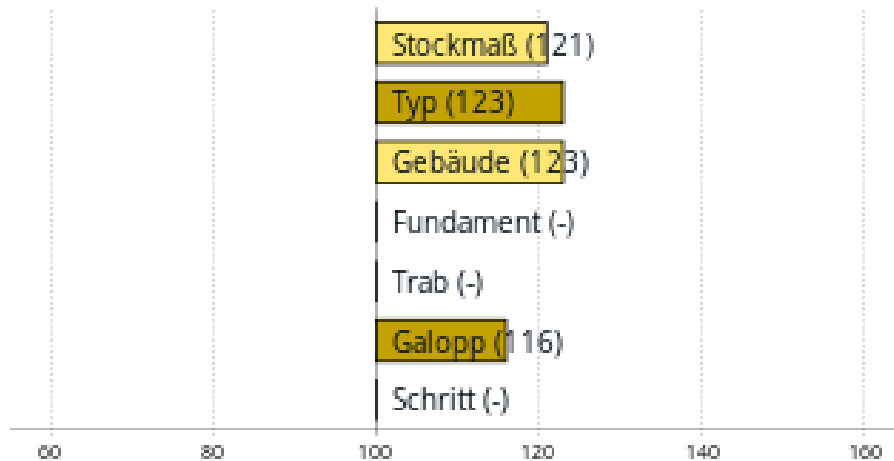 Stockmaß (121)
Typ (123)
Gebäude (123)
Fundament (-)
Trab (-)
Galopp (116)
Schritt (-)
60 80 100 120 140 160